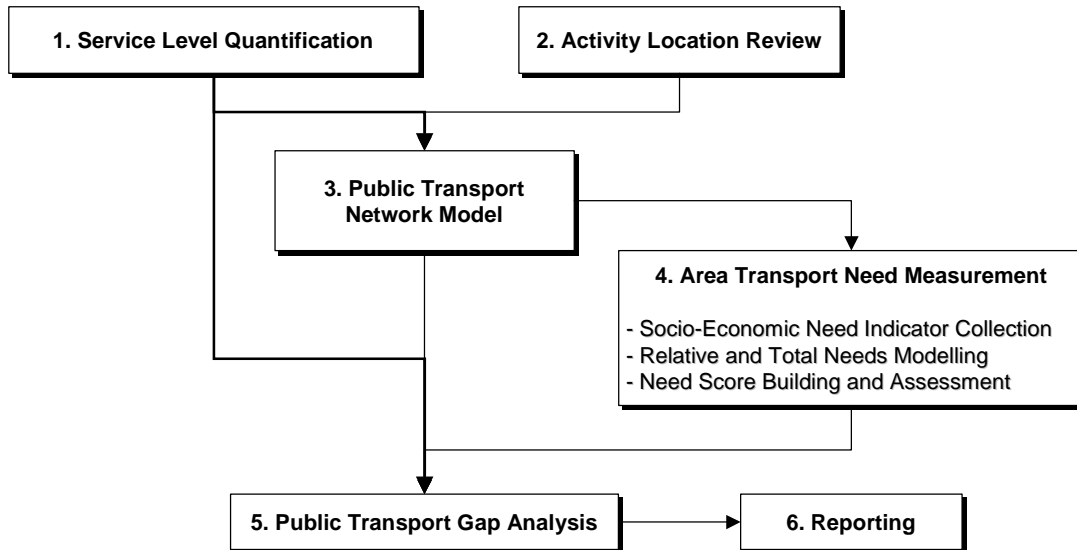 1. Service Level Quantification
2. Activity Location Review
3. Public Transport
Network Model
4. Area Transport Need Measurement
- Socio-Economic Need Indicator Collection
- Relative and Total Needs Modelling
- Need Score Building and Assessment
5. Public Transport Gap Analysis
6. Reporting